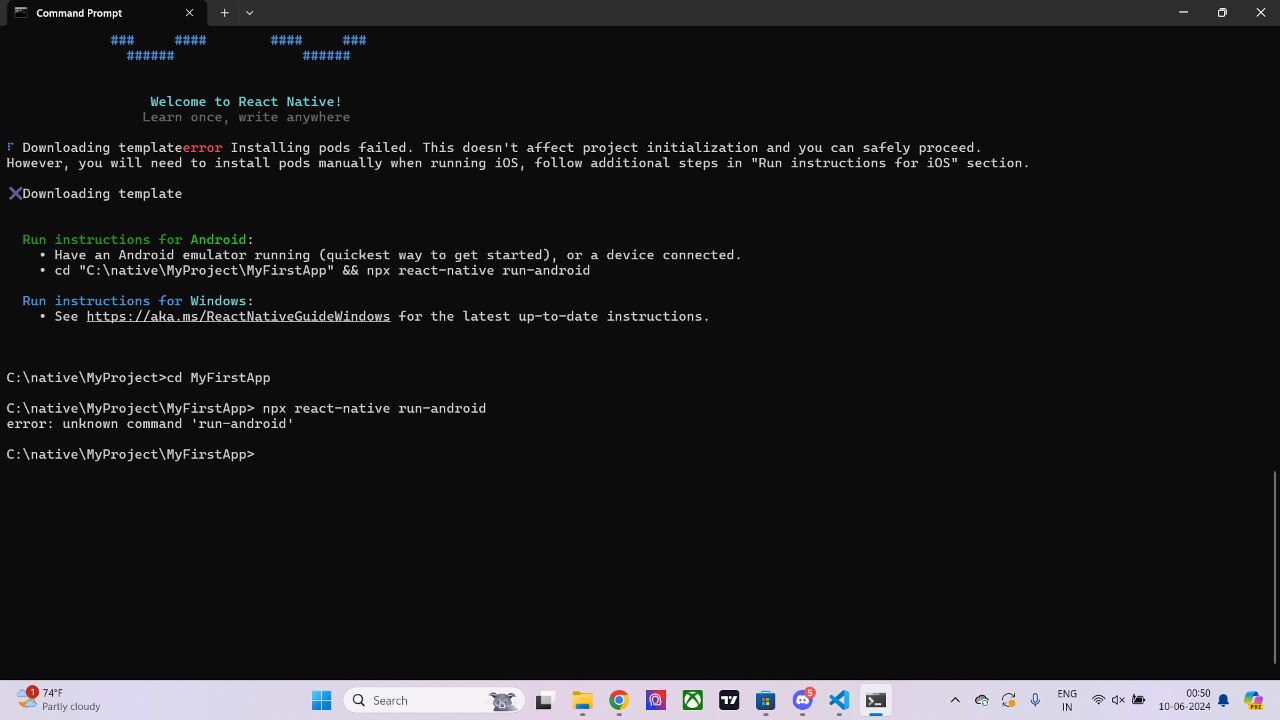 Command Prompt
### #### #### ###
###### ######
Welcome to React Native!
Learn once, write anywhere
Downloading templateerror Installing pods failed. This doesn't affect project initialization and you can safely proceed.
However, you will need to install pods manually when running iOS, follow additional steps in "Run instructions for iOS" section.
Downloading template
Run instructions for Android:
• Have an Android emulator running (quickest way to get started), or a device connected.
• cd "C:\native\MyProject\MyFirstApp" && npx react-native run-android
Run instructions for Windows:
• See https://aka.ms/ReactNativeGuideWindows for the latest up-to-date instructions.
C:\native\MyProject>cd MyFirstApp
C:\native\MyProject\MyFirstApp> npx react-native run-android
error: unknown command 'run-android'
C:\native\MyProject\MyFirstApp>
1
74°F
Partly cloudy
Search
5
ENG
IN
00:50
10-06-2024
PRE